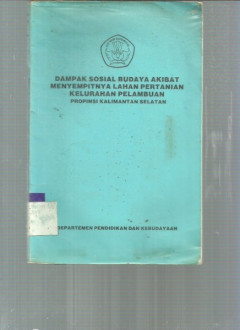 DAMPAK SOSIAL BUDAYA AKIBAT
MENYEMPITNYA LAHAN PERTANIAN
KELURAHAN PELAMBUAN
PROPINSI KALIMANTAN SELATAN
DEPARTEMEN PENDIDIKAN DAN KEBUDAYAAN